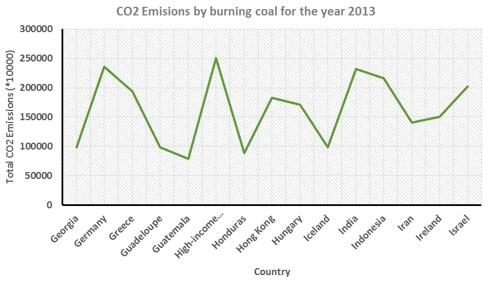 CO2 Emisions by burning coal for the year 2013
Total CO2 Emissions (*10000)
300000
250000
200000
150000
100000
50000
0
Georgia
Germany
Greece
Guadeloupe
Guatemala
High-income...
Honduras
Hong Kong
Hungary
Iceland
India
Indonesia
Iran
Ireland
Israel
Country